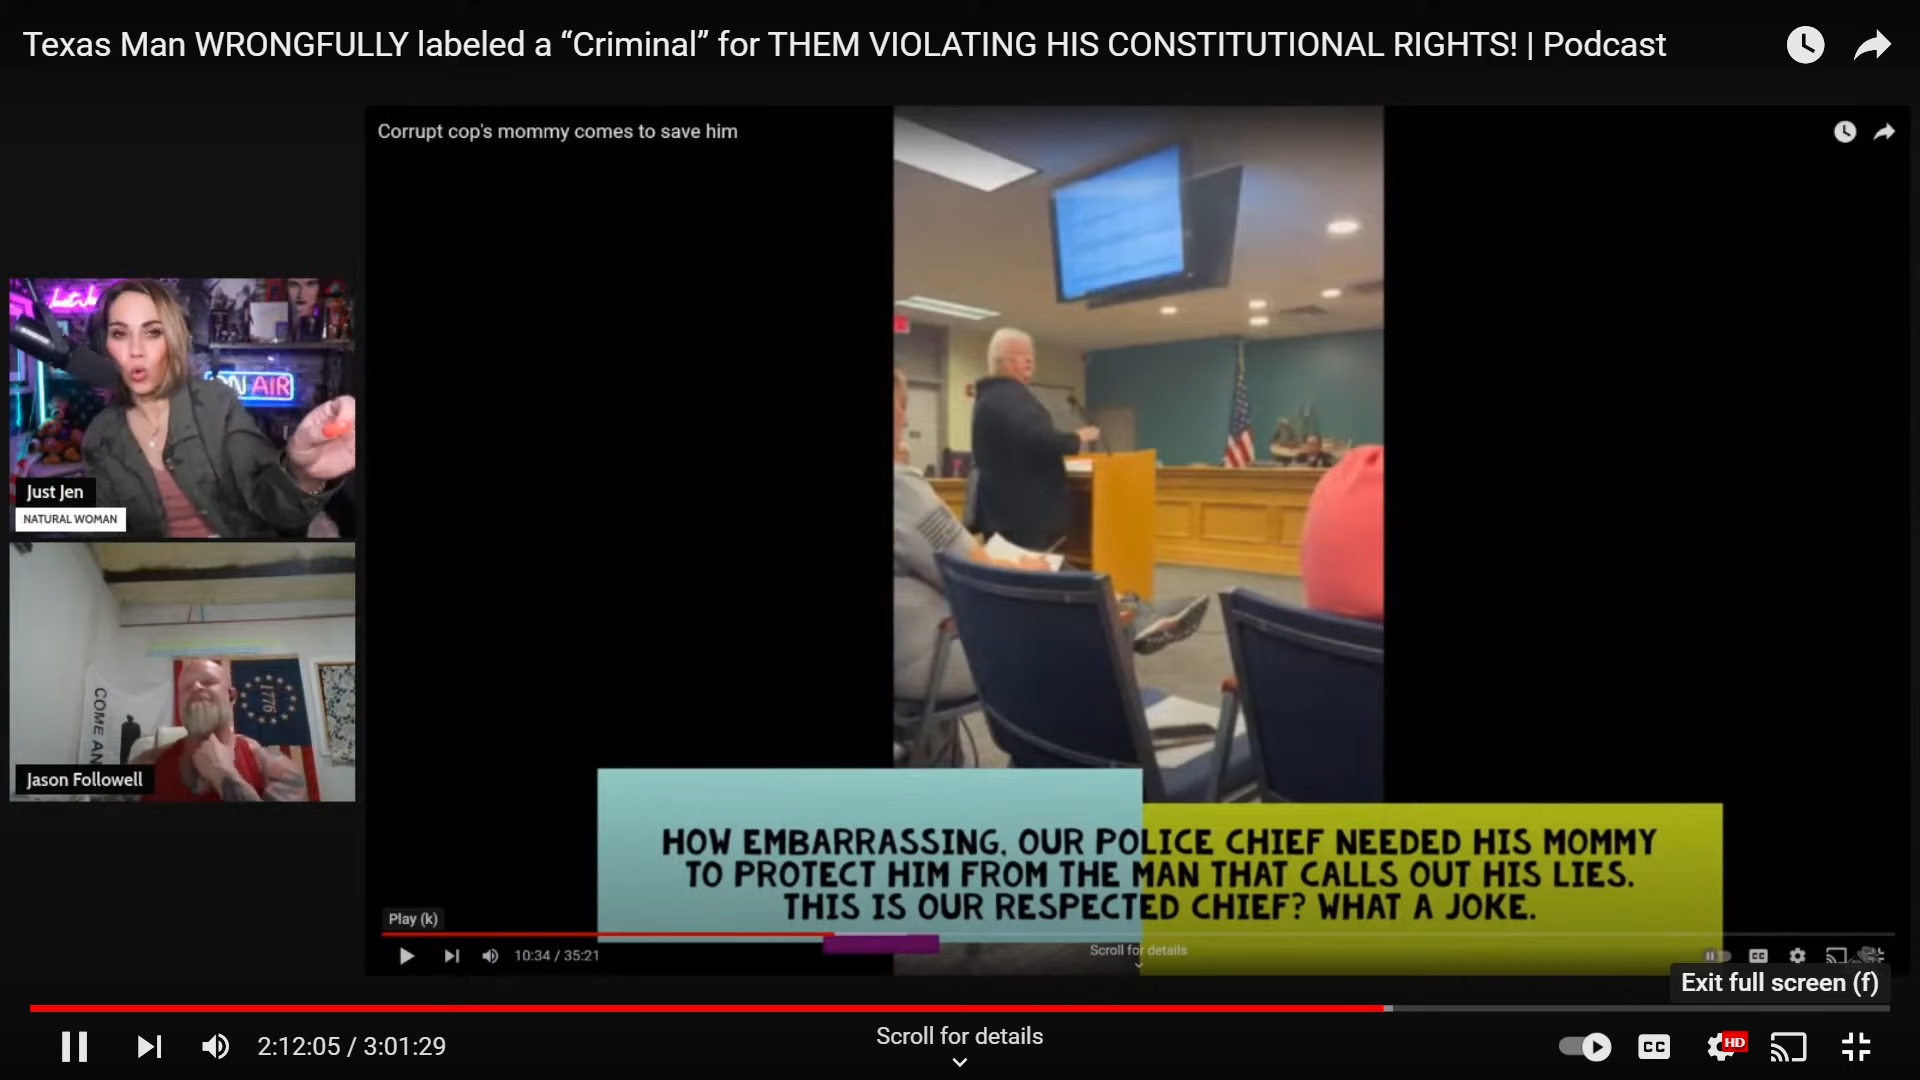 Texas Man WRONGFULLY labeled a “Criminal” for THEM VIOLATING HIS CONSTITUTIONAL RIGHTS! | Podcast
Corrupt cop's mommy comes to save him
ON AIR
Just Jen
NATURAL WOMAN
1776
COME AN
Jason Followell
HOW EMBARRASSING, OUR POLICE CHIEF NEEDED HIS MOMMY
TO PROTECT HIM FROM THE MAN THAT CALLS OUT HIS LIES.
THIS IS OUR RESPECTED CHIEF? WHAT A JOKE.
Play (k)
10:34 / 35:21
Scroll for details
CC
Exit full screen (f)
2:12:05 / 3:01:29
Scroll for details
CC
HD